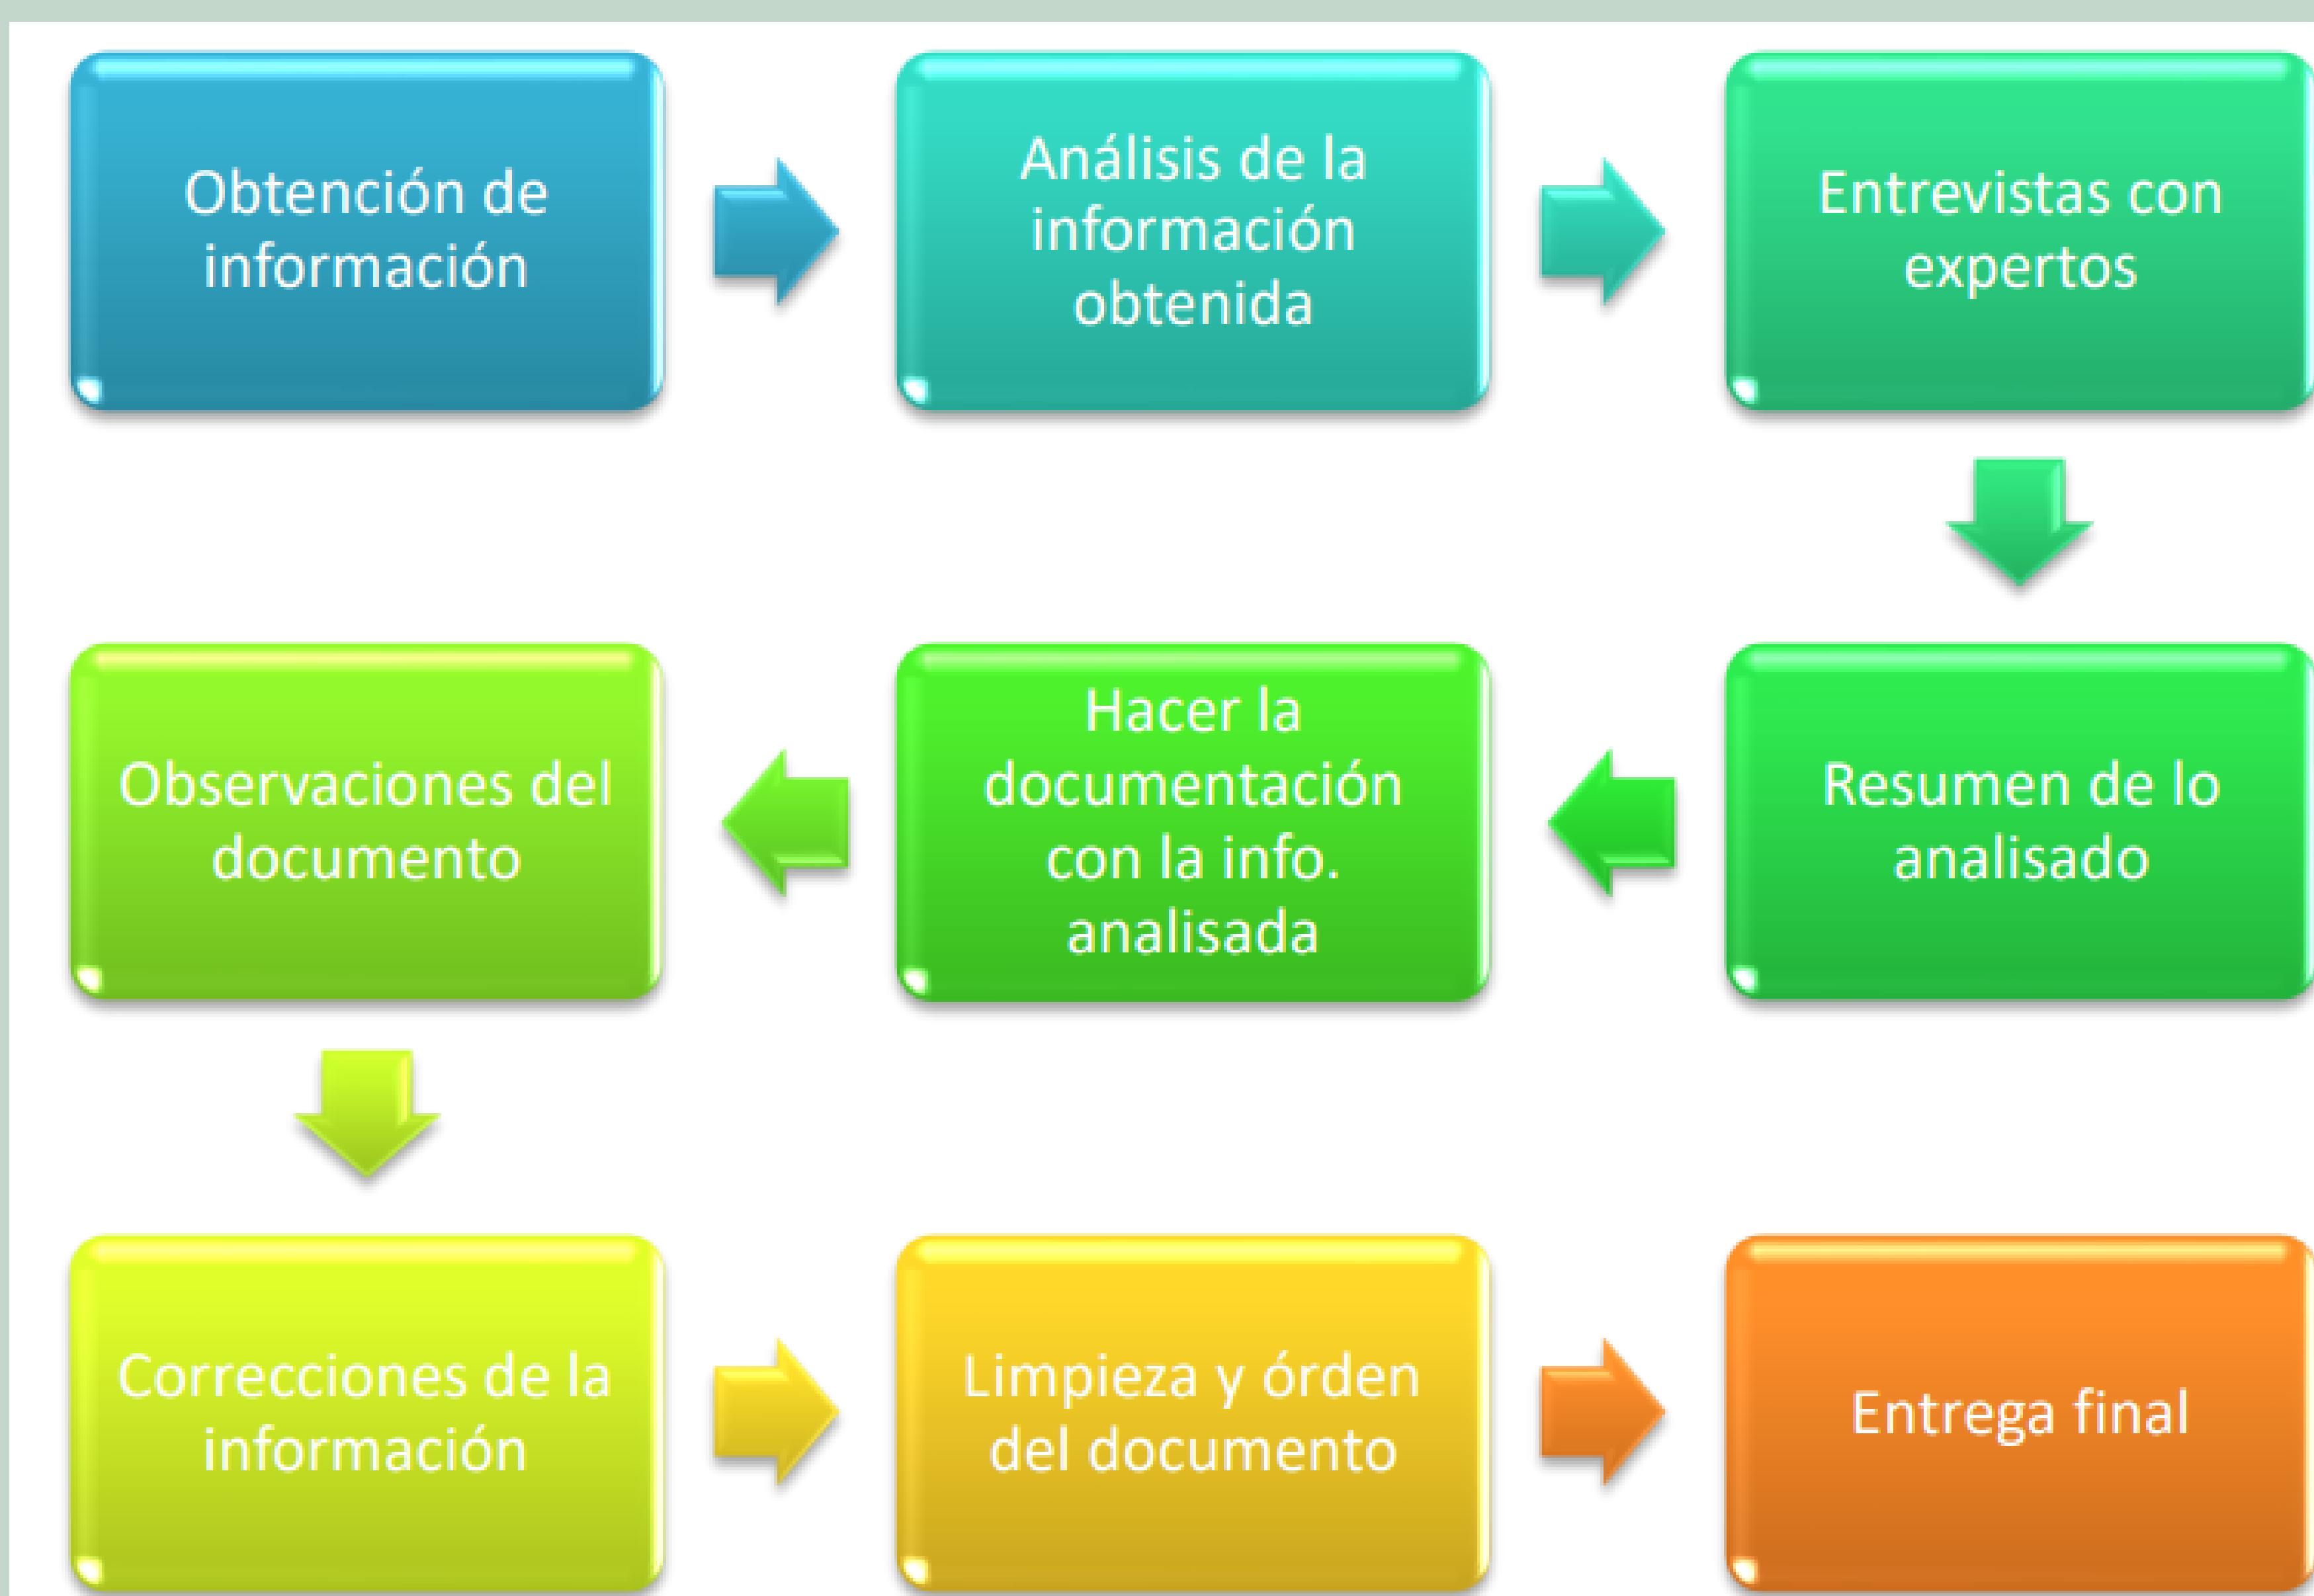 Obtención de
información
Análisis de la
información
obtenida
Entrevistas con
expertos
Resumen de lo
analisado
Hacer la
documentación
con la info.
analisada
Observaciones del
documento
Correcciones de la
información
Limpieza y órden
del documento
Entrega final